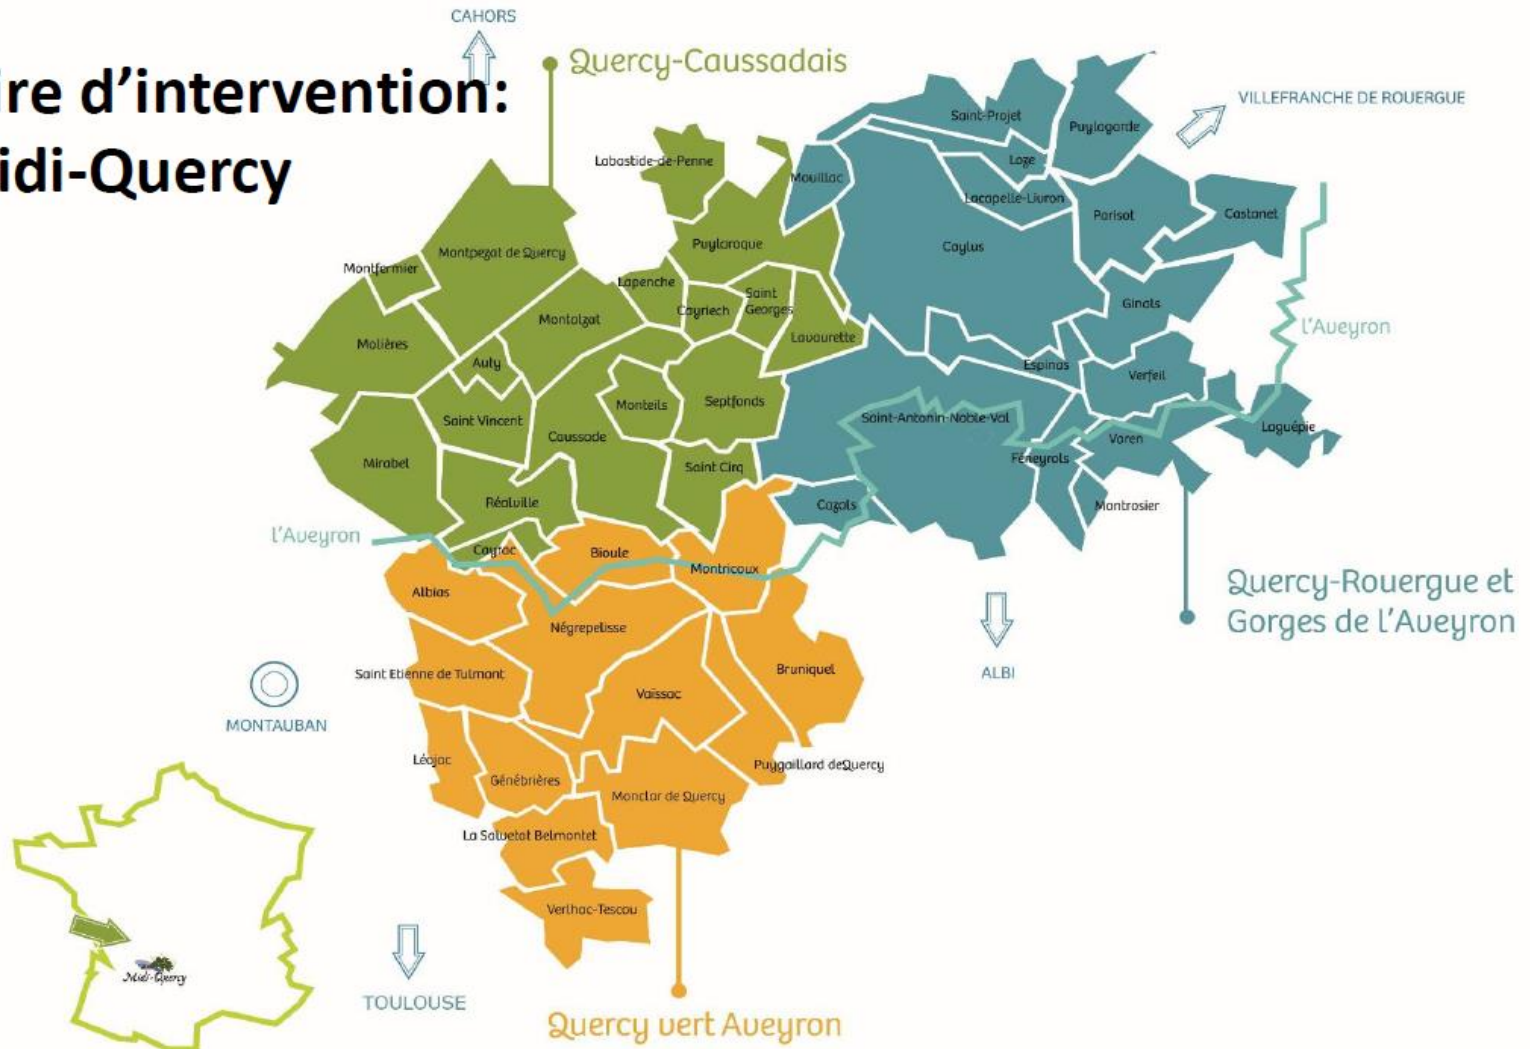 CAHORS
Quercy-Caussadais
ire d'intervention:
idi-Quercy
VILLEFRANCHE DE ROUERGUE
Saint-Projet
Puylagarde
Labastide-de-Penne
Loze
Mouillac
Lacapelle-Livron
Parisot
Castanet
Puylaroque
Caylus
Montpezat de Quercy
Montfermier
Lapenche
Cayriech
Saint
Georges
Ginals
Montalzat
l'Aveyron
Molières
Lavaurette
Auty
Espinas
Verfeil
Monteils
Septfonds
Saint Vincent
Saint-Antonin-Noble-Val
Laguépie
Caussade
Varen
Mirabel
Saint Cirq
Féneyrols
Réalville
Cazals
Montrosier
l'Aveyron
Cayrac
Bioule
Montricoux
Albias
Quercy-Rouergue et
Gorges de l'Aveyron
Négrepelisse
Saint Etienne de Tulmont
Bruniquel
ALBI
Vaïssac
MONTAUBAN
Léojac
Puygaillard deQuercy
Génébrières
Monclar de Quercy
La Salvetat Belmontet
Verlhac-Tescou
Midi-Quercy
TOULOUSE
Quercy vert Aveyron